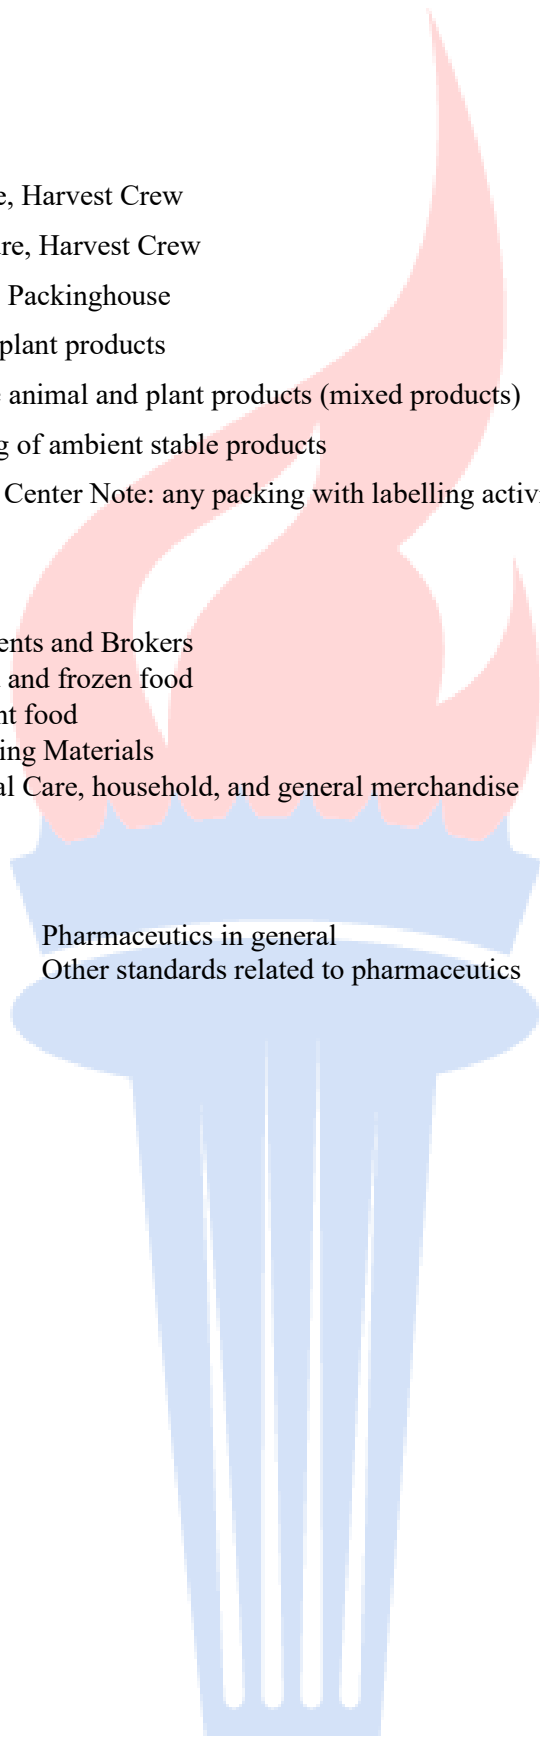 e, Harvest Crew
re, Harvest Crew
Packinghouse
plant products
animal and plant products (mixed products)
g of ambient stable products
Center Note: any packing with labelling activ
ents and Brokers
and frozen food
nt food
ing Materials
al Care, household, and general merchandise
Pharmaceutics in general
Other standards related to pharmaceutics